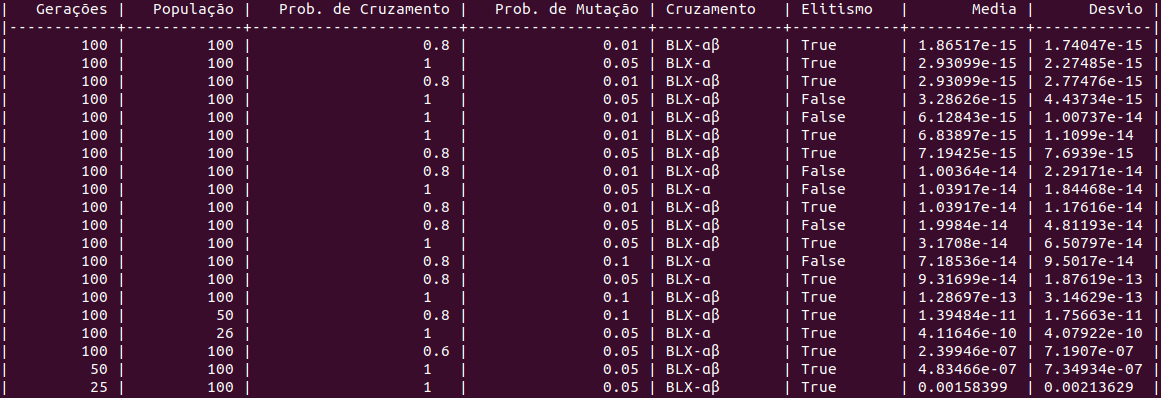 | Gerações | População | Prob. de Cruzamento | Prob. de Mutação | Cruzamento | Elitismo | Media | Desvio |
|-----------+-------------+-----------------------+--------------------+--------------+------------+-------------+-------------|
| 100 | 100 | 0.8 | 0.01 | BLX-αβ | True | 1.86517e-15 | 1.74047e-15 |
| 100 | 100 | 1 | 0.05 | BLX-α | True | 2.93099e-15 | 2.27485e-15 |
| 100 | 100 | 0.8 | 0.01 | BLX-αβ | True | 2.93099e-15 | 2.77476e-15 |
| 100 | 100 | 1 | 0.05 | BLX-αβ | False | 3.28626e-15 | 4.43734e-15 |
| 100 | 100 | 1 | 0.01 | BLX-αβ | False | 6.12843e-15 | 1.00737e-14 |
| 100 | 100 | 1 | 0.01 | BLX-αβ | True | 6.83897e-15 | 1.1099e-14 |
| 100 | 100 | 0.8 | 0.05 | BLX-αβ | True | 7.19425e-15 | 7.6939e-15 |
| 100 | 100 | 0.8 | 0.01 | BLX-αβ | False | 1.00364e-14 | 2.29171e-14 |
| 100 | 100 | 1 | 0.05 | BLX-α | False | 1.03917e-14 | 1.84468e-14 |
| 100 | 100 | 0.8 | 0.01 | BLX-αβ | True | 1.03917e-14 | 1.17616e-14 |
| 100 | 100 | 0.8 | 0.05 | BLX-αβ | False | 1.9984e-14 | 4.81193e-14 |
| 100 | 100 | 1 | 0.05 | BLX-αβ | True | 3.1708e-14 | 6.50797e-14 |
| 100 | 100 | 0.8 | 0.1 | BLX-α | False | 7.18536e-14 | 9.5017e-14 |
| 100 | 100 | 0.8 | 0.05 | BLX-α | True | 9.31699e-14 | 1.87619e-13 |
| 100 | 100 | 1 | 0.1 | BLX-αβ | True | 1.28697e-13 | 3.14629e-13 |
| 100 | 50 | 0.8 | 0.1 | BLX-αβ | True | 1.39484e-11 | 1.75663e-11 |
| 100 | 26 | 1 | 0.05 | BLX-α | True | 4.11646e-10 | 4.07922e-10 |
| 100 | 100 | 0.6 | 0.05 | BLX-αβ | True | 2.39946e-07 | 7.1907e-07 |
| 50 | 100 | 1 | 0.05 | BLX-αβ | True | 4.83466e-07 | 7.34934e-07 |
| 25 | 100 | 1 | 0.05 | BLX-αβ | True | 0.00158399 | 0.00213629 |